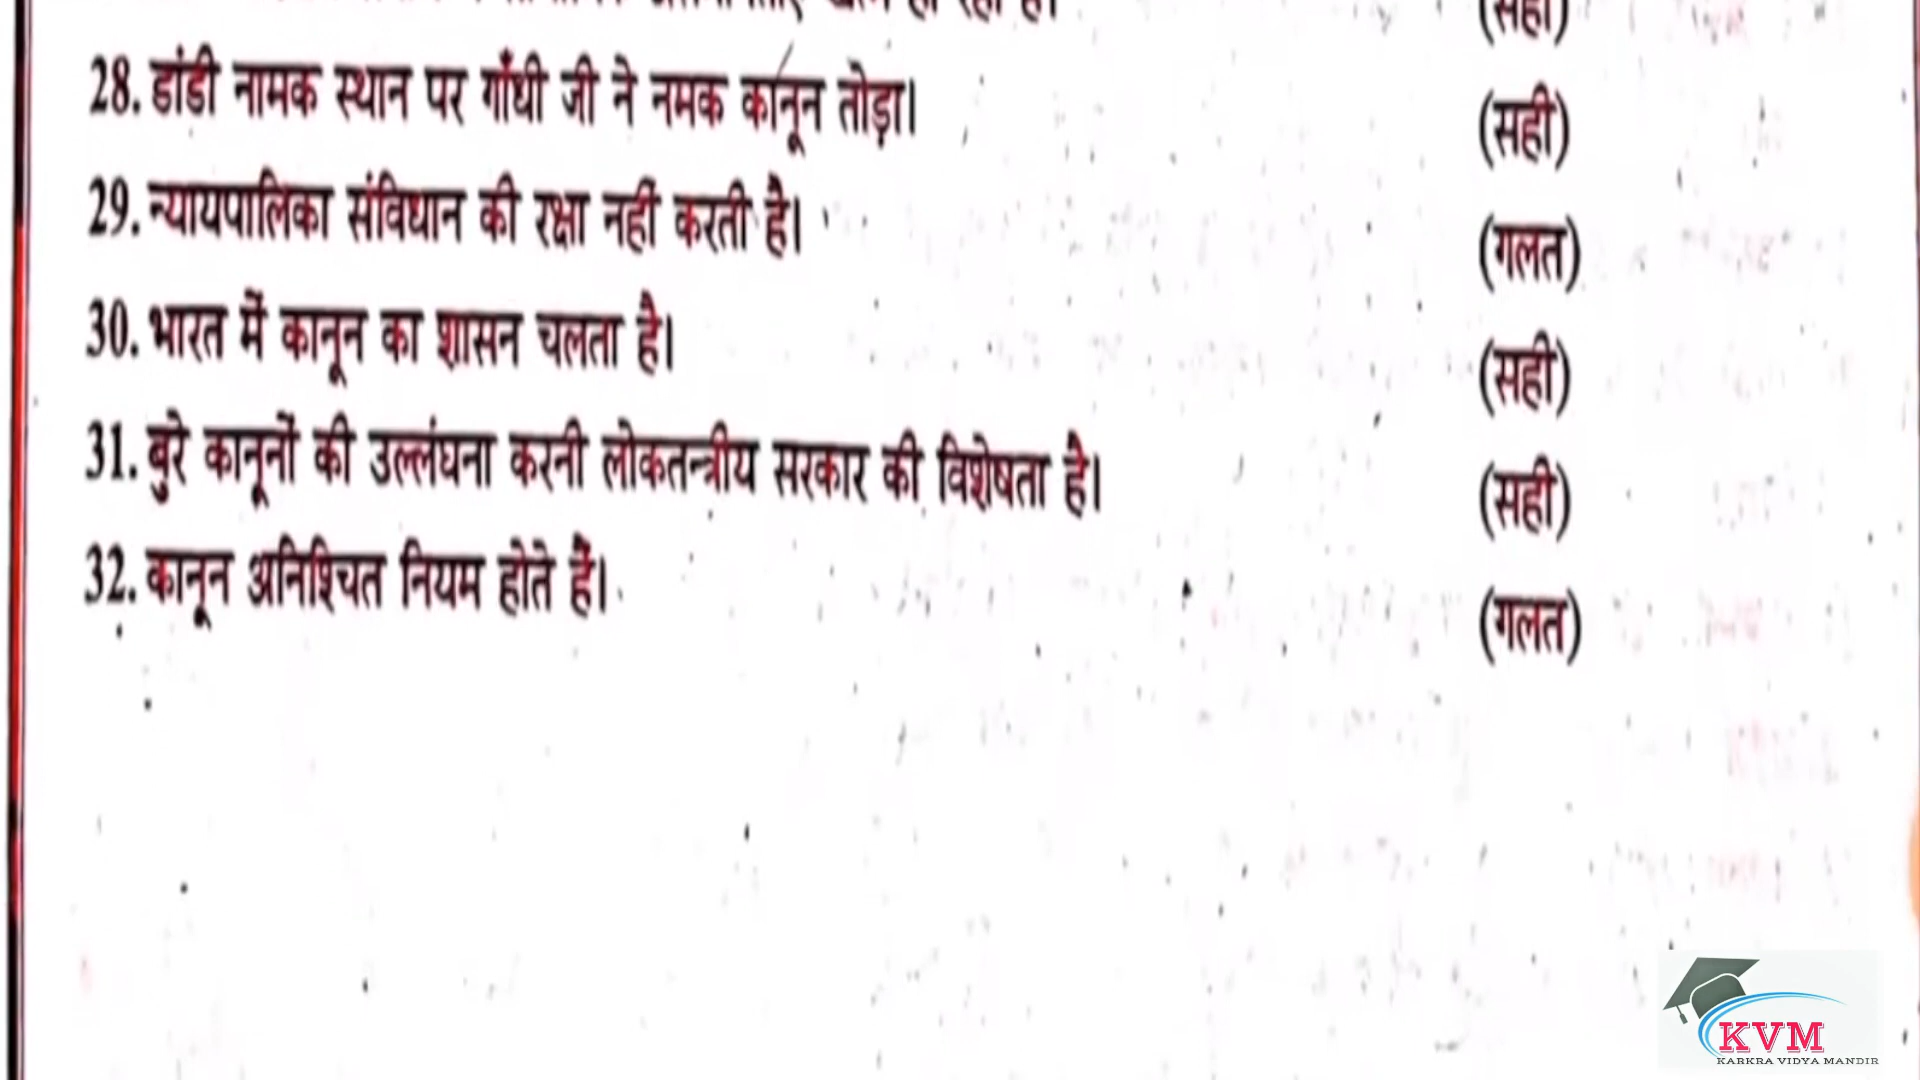 (सही)
28. डांडी नामक स्थान पर गाँधी जी ने नमक कानून तोड़ा। (सही)
29. न्यायपालिका संविधान की रक्षा नहीं करती है। (गलत)
30. भारत में कानून का शासन चलता है। (सही)
31. बुरे कानूनों की उल्लंघना करनी लोकतन्त्रीय सरकार की विशेषता है। (सही)
32. कानून अनिश्चित नियम होते हैं। (गलत)
KVM
KARKRA VIDYA MANDIR